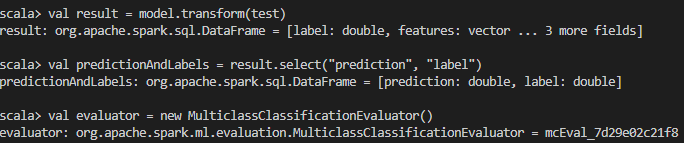 scala> val result = model.transform(test)
result: org.apache.spark.sql.DataFrame = [label: double, features: vector ... 3 more fields]
scala> val predictionAndLabels = result.select("prediction", "label")
predictionAndLabels: org.apache.spark.sql.DataFrame = [prediction: double, label: double]
scala> val evaluator = new MulticlassClassificationEvaluator()
evaluator: org.apache.spark.ml.evaluation.MulticlassClassificationEvaluator = mcEval_7d29e02c21f8